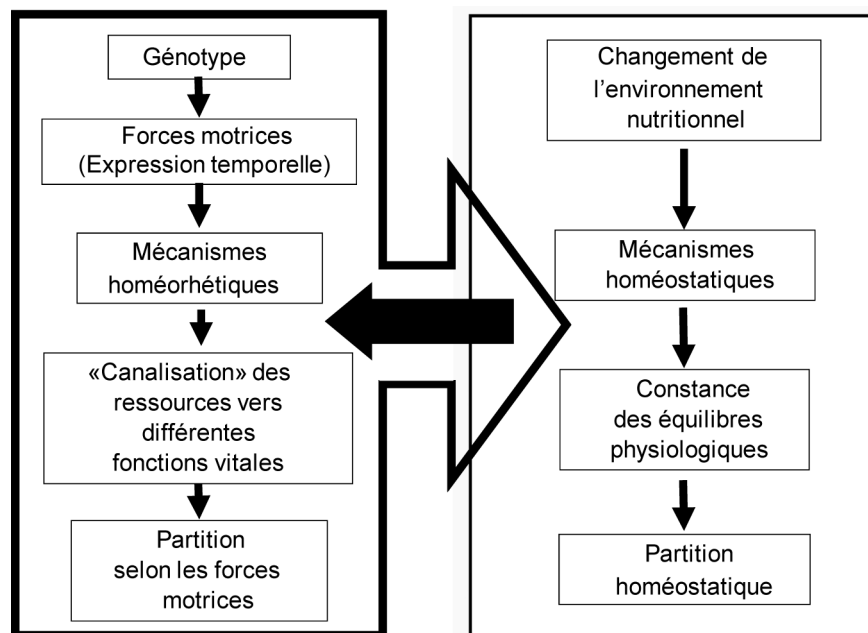 Génotype
Forces motrices
(Expression temporelle)
Mécanismes
homéorhétiques
«Canalisation» des
ressources vers
différentes
fonctions vitales
Partition
selon les forces
motrices
Changement de
l’environnement
nutritionnel
Mécanismes
homéostatiques
Constance
des équilibres
physiologiques
Partition
homéostatique